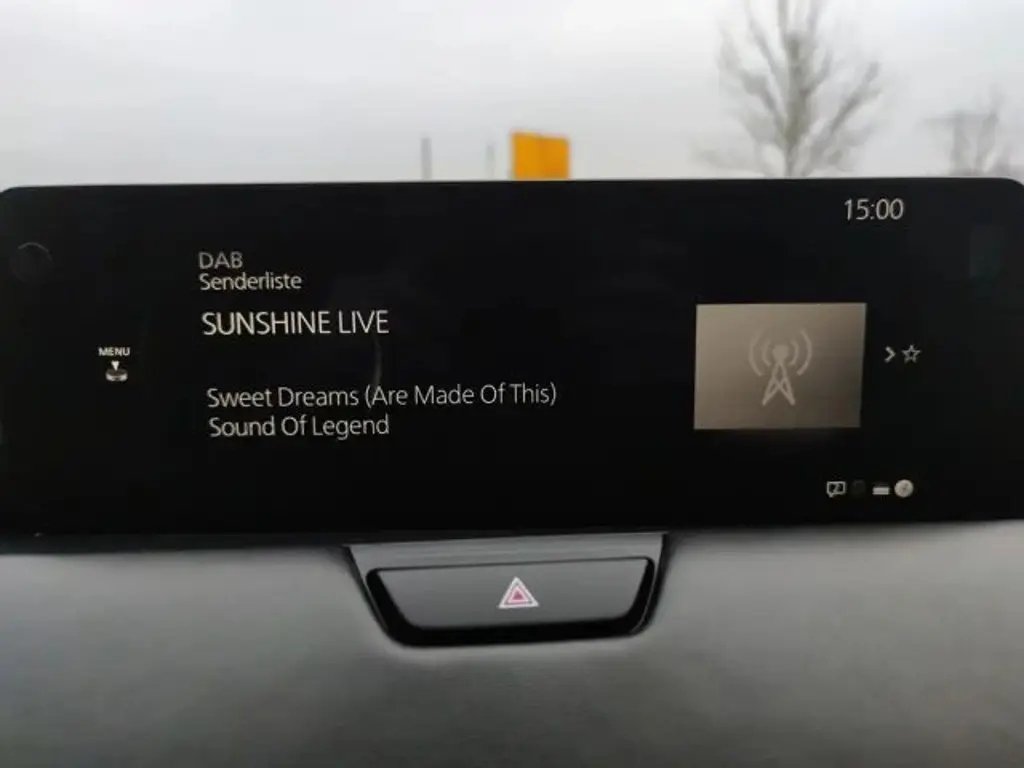 15:00
DAB
Senderliste
SUNSHINE LIVE
MENU
Sweet Dreams (Are Made Of This)
Sound Of Legend